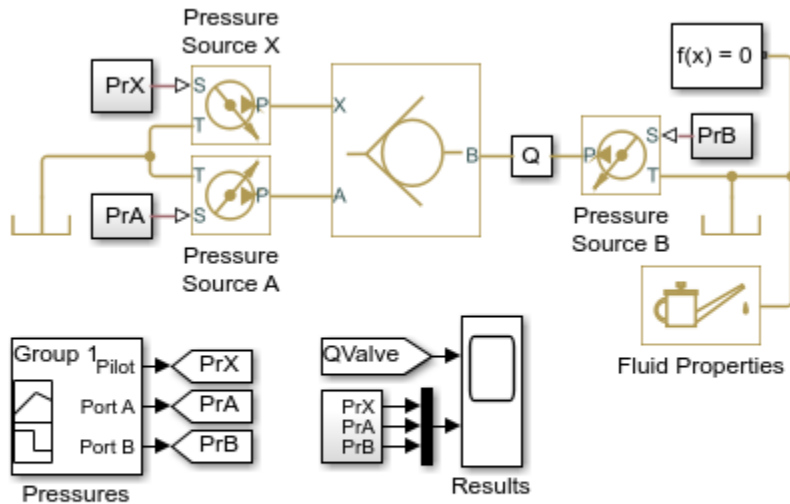 Pressure
Source X
f(x) = 0
PrX
S
P
T
X
PrB
S
B
Q
P
T
T
P
S
A
PrA
Pressure
Source A
Pressure
Source B
Fluid Properties
Group 1
Pilot
PrX
Port A
PrA
Port B
PrB
Pressures
QValve
PrX
PrA
PrB
Results